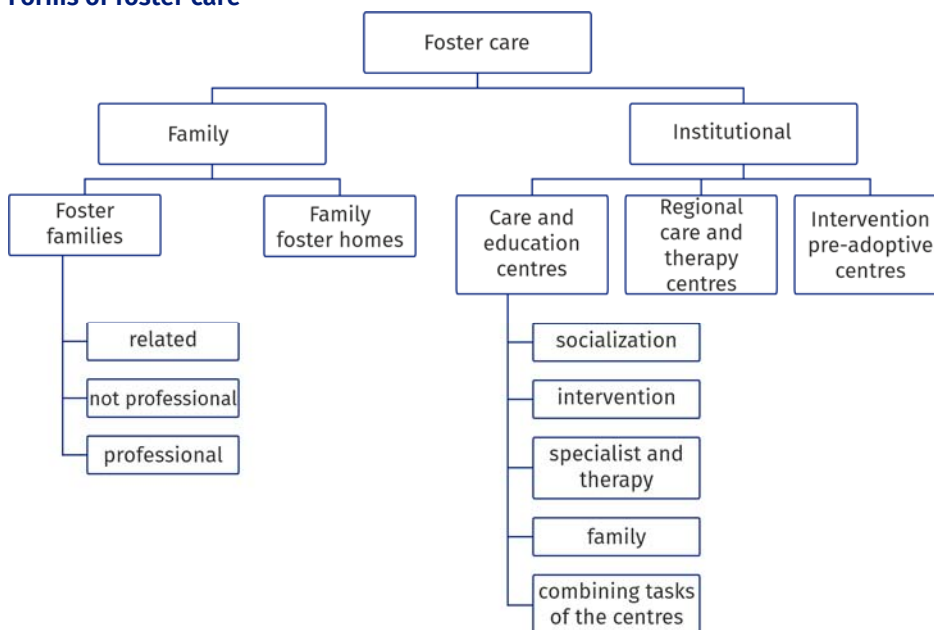 Forms of foster care
Foster care
Family
Institutional
Foster
families
Family
foster homes
Care and
education
centres
Regional
care and
therapy
centres
Intervention
pre-adoptive
centres
related
not professional
professional
socialization
intervention
specialist and
therapy
family
combining tasks
of the centres